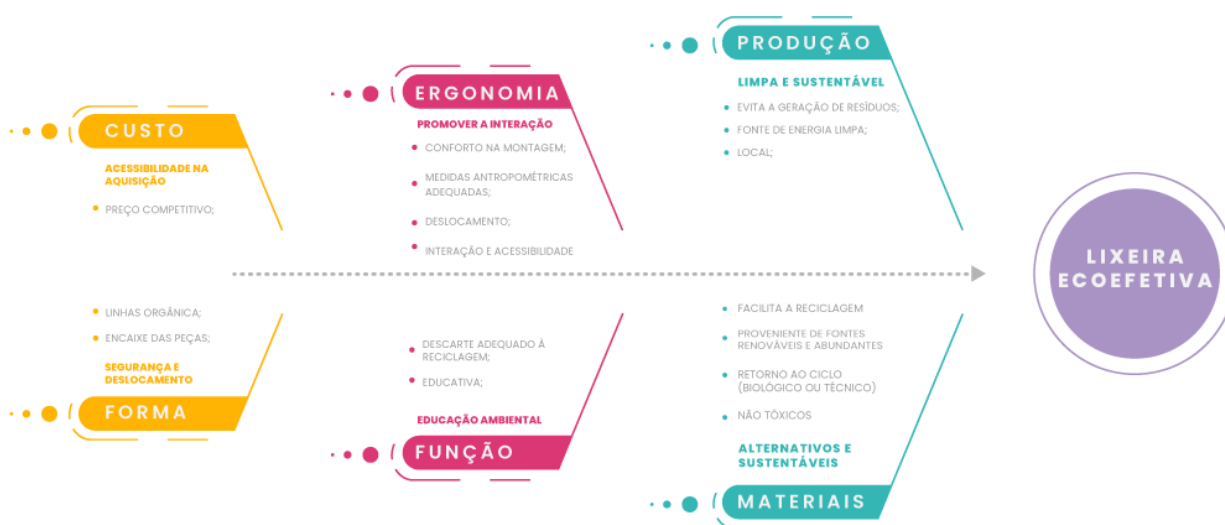 PRODUÇÃO
LIMPA E SUSTENTÁVEL
EVITA A GERAÇÃO DE RESÍDUOS;
FONTE DE ENERGIA LIMPA;
LOCAL;
ERGONOMIA
PROMOVER A INTERAÇÃO
CONFORTO NA MONTAGEM;
MEDIDAS ANTROPOMÉTRICAS
ADEQUADAS;
DESLOCAMENTO;
INTERAÇÃO E ACESSIBILIDADE
CUSTO
ACESSIBILIDADE NA
AQUISIÇÃO
PREÇO COMPETITIVO;
LIXEIRA
ECOEFETIVA
LINHAS ORGÂNICA;
ENCAIXE DAS PEÇAS;
SEGURANÇA E
DESLOCAMENTO
FORMA
DESCARTE ADEQUADO À
RECICLAGEM;
EDUCATIVA;
EDUCAÇÃO AMBIENTAL
FUNÇÃO
FACILITA A RECICLAGEM
PROVENIENTE DE FONTES
RENOVÁVEIS E ABUNDANTES
RETORNO AO CICLO
(BIOLÓGICO OU TÉCNICO)
NÃO TÓXICOS
ALTERNATIVOS E
SUSTENTÁVEIS
MATERIAIS